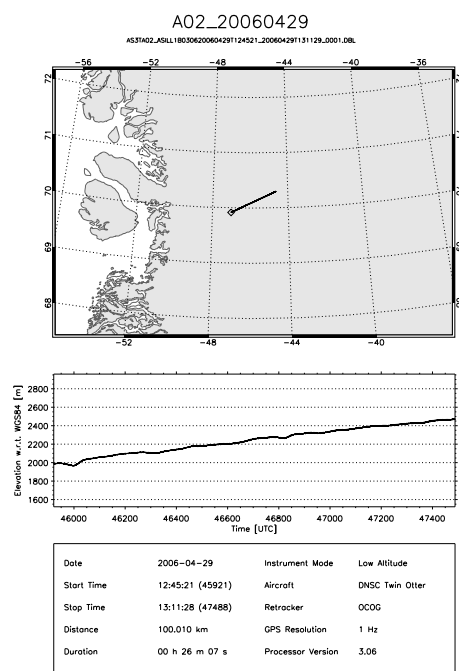 A02_20060429
AS3TA02_ASILL1B030620060429T124521_20060429T131129_0001.DBL
-56 -52 -48 -44 -40 -36
72
71
70
69
68
-52 -48 -44 -40
Elevation w.r.t. WGS84 [m]
2800
2600
2400
2200
2000
1800
1600
46000 46200 46400 46600 46800 47000 47200 47400
Time [UTC]
Date 2006-04-29 Instrument Mode Low Altitude
Start Time 12:45:21 (45921) Aircraft DNSC Twin Otter
Stop Time 13:11:28 (47488) Retracker OCOG
Distance 100.010 km GPS Resolution 1 Hz
Duration 00 h 26 m 07 s Processor Version 3.06